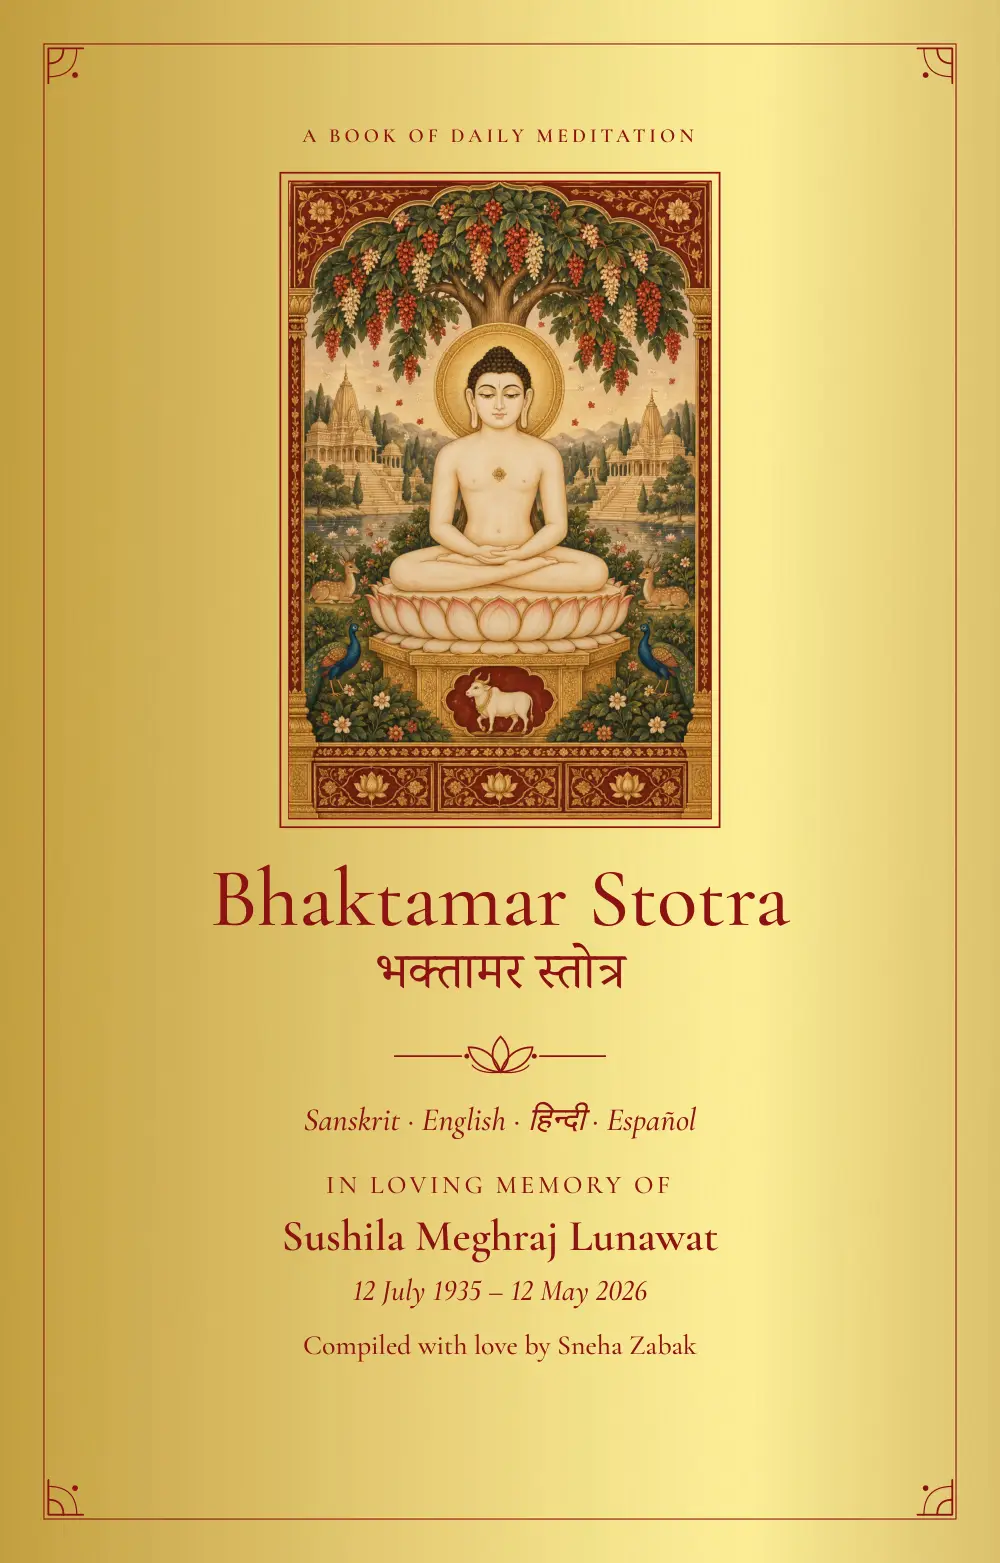 A BOOK OF DAILY MEDITATION
Bhaktamar Stotra
भक्तामर स्तोत्र
Sanskrit · English · हिन्दी · Español
IN LOVING MEMORY OF
Sushila Meghraj Lunawat
12 July 1935 – 12 May 2026
Compiled with love by Sneha Zabak